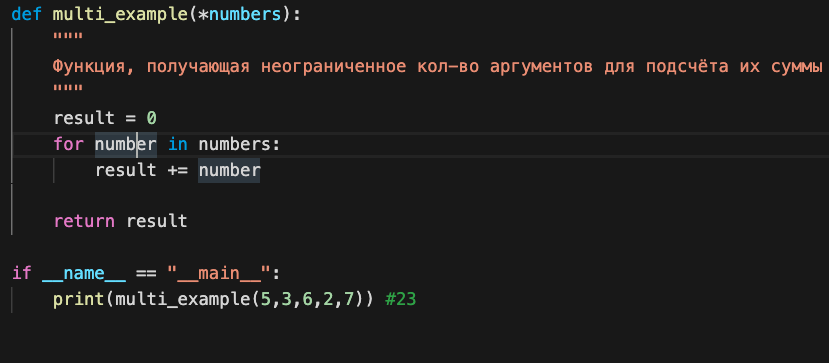 def multi_example(*numbers):
    """
    Функция, получающая неограниченное кол-во аргументов для подсчёта их суммы
    """
    result = 0
    for number in numbers:
        result += number

    return result

if __name__ == "__main__":
    print(multi_example(5,3,6,2,7)) #23